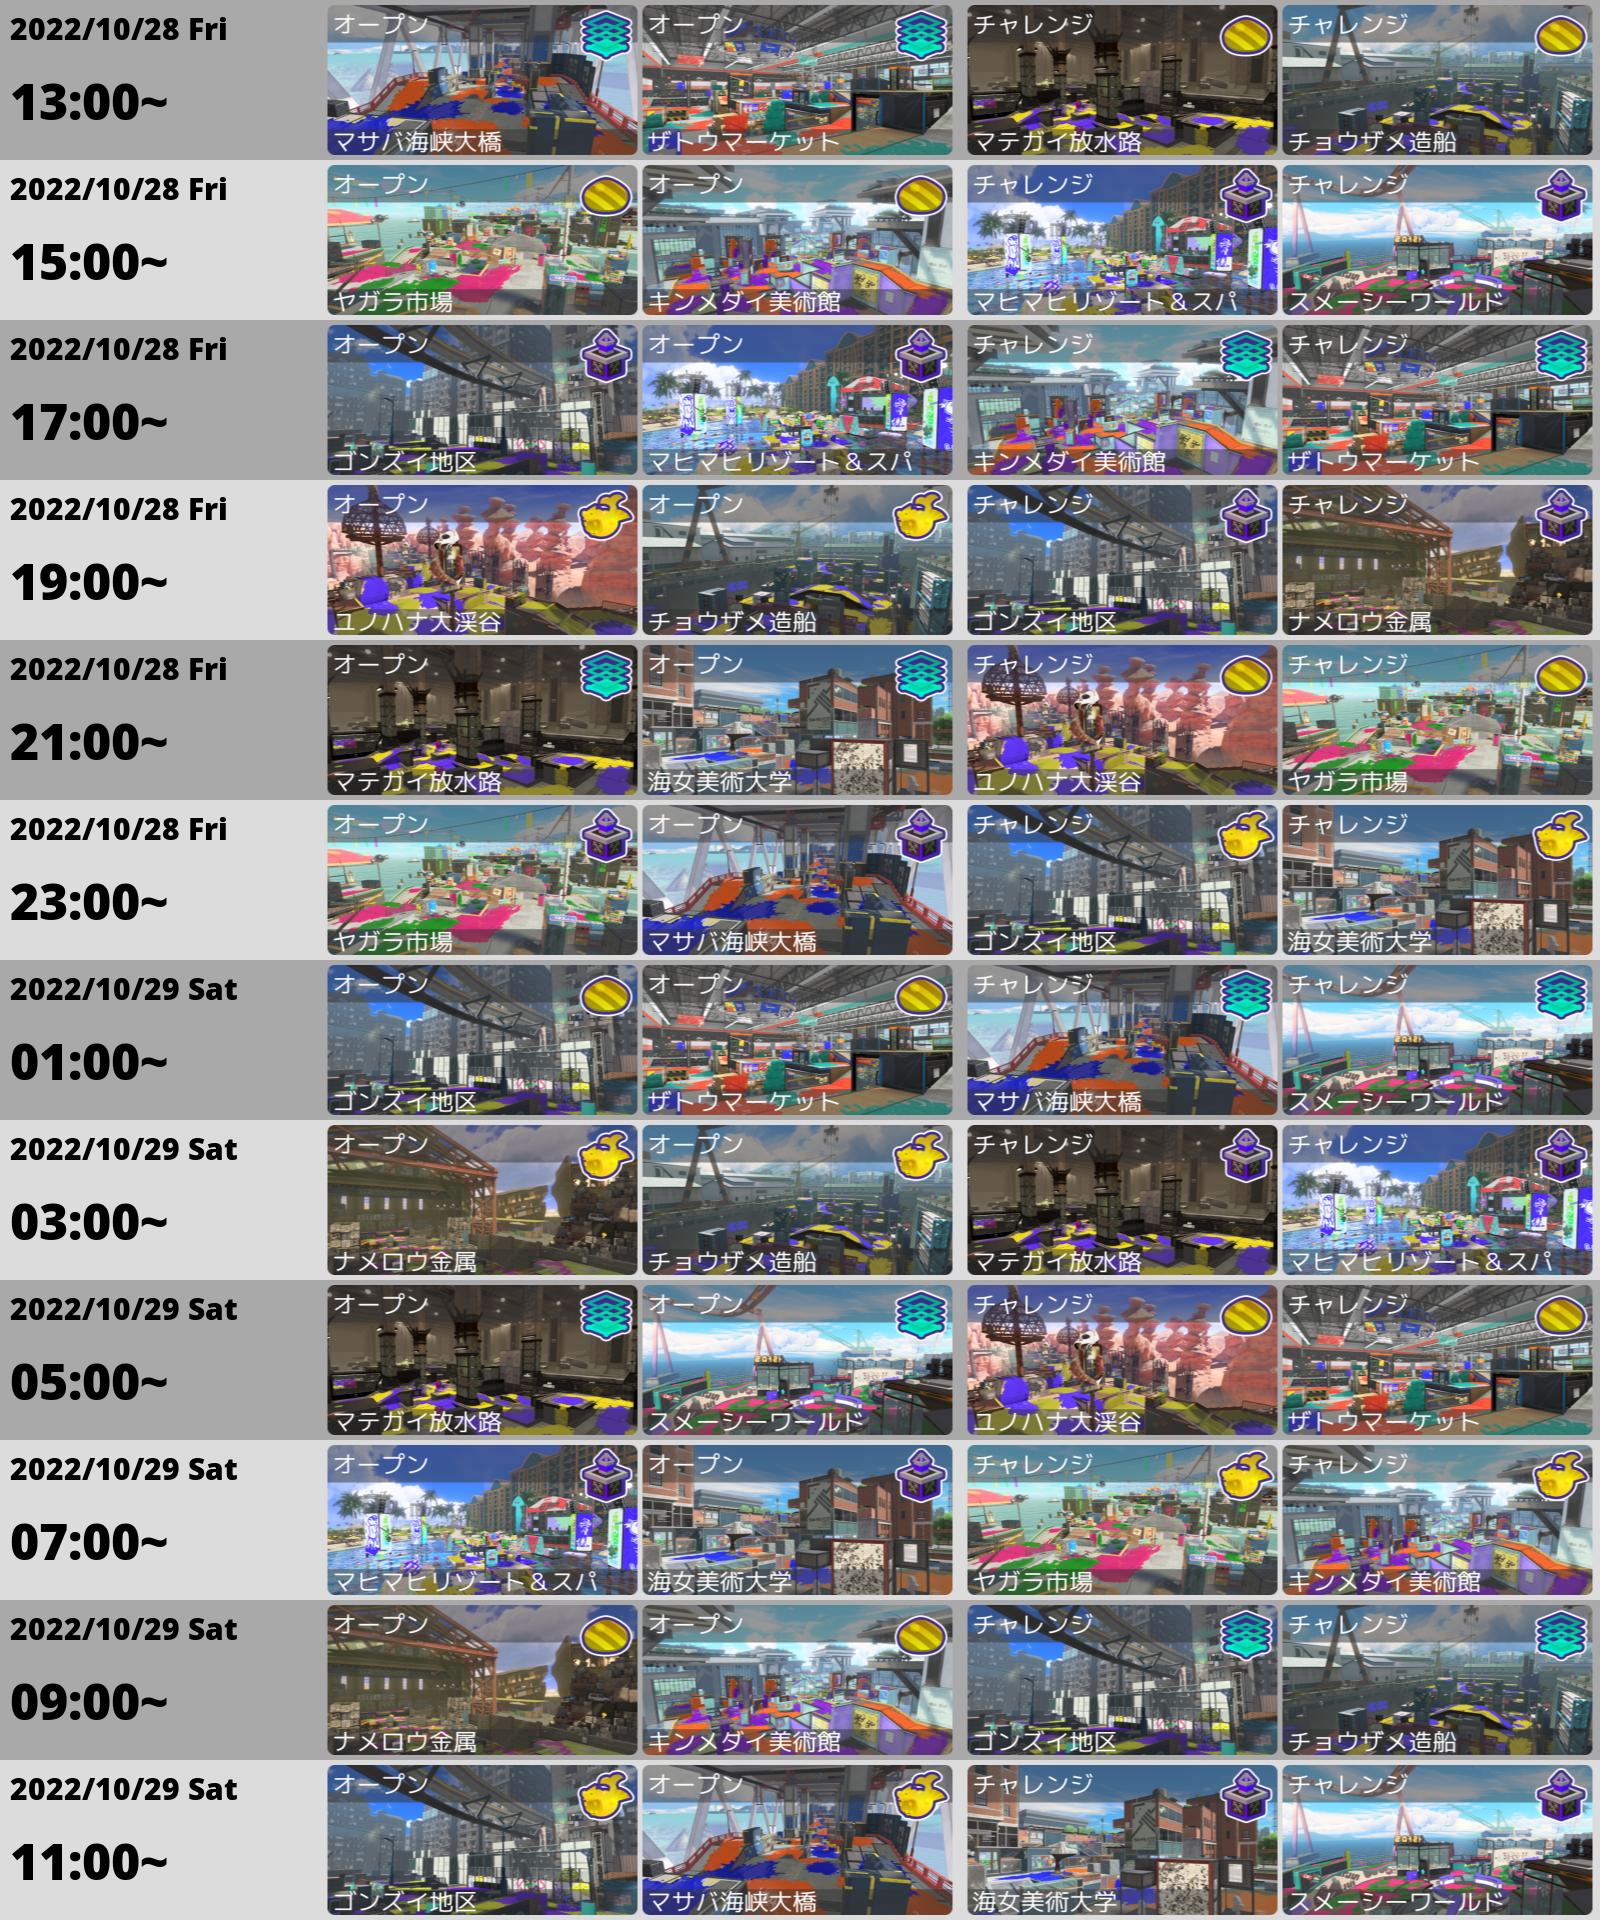 2022/10/28 Fri
13:00~
オープン
マサバ海峡大橋
オープン
ザトウマーケット
チャレンジ
マテガイ放水路
チャレンジ
チョウザメ造船
2022/10/28 Fri
15:00~
オープン
ヤガラ市場
オープン
キンメダイ美術館
チャレンジ
マヒマヒリゾート&スパ
チャレンジ
スメーシーワールド
2022/10/28 Fri
17:00~
オープン
ゴンズイ地区
オープン
マヒマヒリゾート&スパ
チャレンジ
キンメダイ美術館
チャレンジ
ザトウマーケット
2022/10/28 Fri
19:00~
オープン
ユノハナ大渓谷
オープン
チョウザメ造船
チャレンジ
ゴンズイ地区
チャレンジ
ナメロウ金属
2022/10/28 Fri
21:00~
オープン
マテガイ放水路
オープン
海女美術大学
チャレンジ
ユノハナ大渓谷
チャレンジ
ヤガラ市場
2022/10/28 Fri
23:00~
オープン
ヤガラ市場
オープン
マサバ海峡大橋
チャレンジ
ゴンズイ地区
チャレンジ
海女美術大学
2022/10/29 Sat
01:00~
オープン
ゴンズイ地区
オープン
ザトウマーケット
チャレンジ
マサバ海峡大橋
チャレンジ
スメーシーワールド
2022/10/29 Sat
03:00~
オープン
ナメロウ金属
オープン
チョウザメ造船
チャレンジ
マテガイ放水路
チャレンジ
マヒマヒリゾート&スパ
2022/10/29 Sat
05:00~
オープン
マテガイ放水路
オープン
スメーシーワールド
チャレンジ
ユノハナ大渓谷
チャレンジ
ザトウマーケット
2022/10/29 Sat
07:00~
オープン
マヒマヒリゾート&スパ
オープン
海女美術大学
チャレンジ
ヤガラ市場
チャレンジ
キンメダイ美術館
2022/10/29 Sat
09:00~
オープン
ナメロウ金属
オープン
キンメダイ美術館
チャレンジ
ゴンズイ地区
チャレンジ
チョウザメ造船
2022/10/29 Sat
11:00~
オープン
ゴンズイ地区
オープン
マサバ海峡大橋
チャレンジ
海女美術大学
チャレンジ
スメーシーワールド